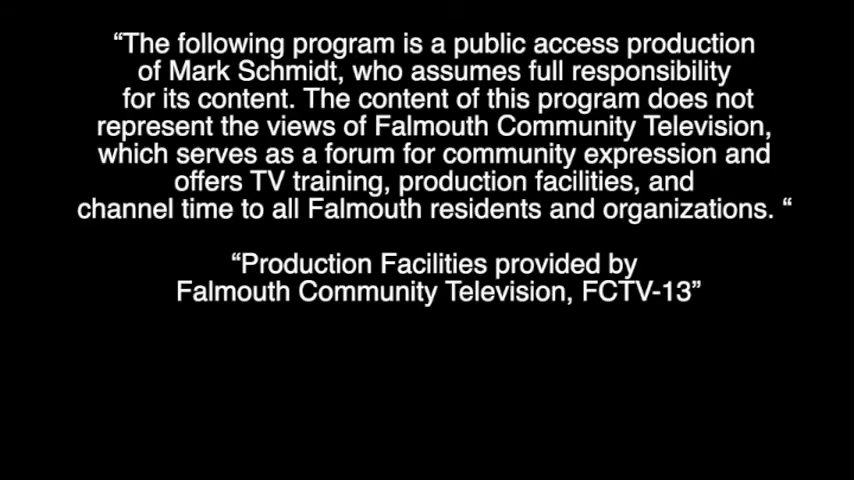 “The following program is a public access production
of Mark Schmidt, who assumes full responsibility
for its content. The content of this program does not
represent the views of Falmouth Community Television,
which serves as a forum for community expression and
offers TV training, production facilities, and
channel time to all Falmouth residents and organizations. “
“Production Facilities provided by
Falmouth Community Television, FCTV-13”